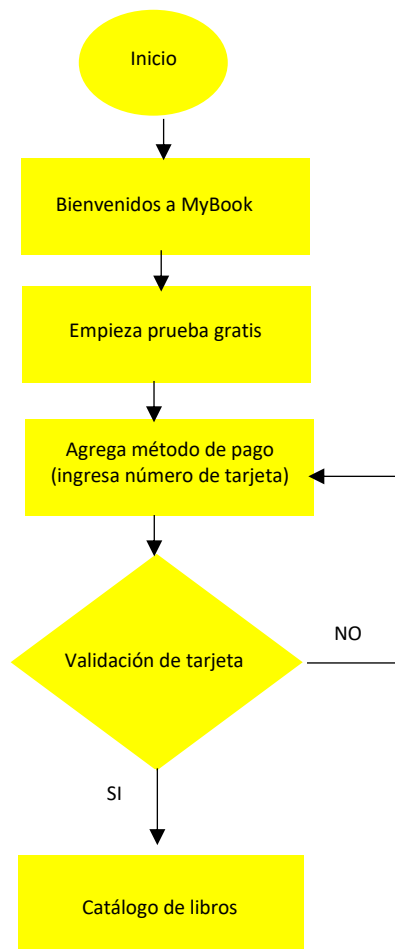 Inicio
Bienvenidos a MyBook
Empieza prueba gratis
Agrega método de pago
(ingresa número de tarjeta)
Validación de tarjeta
NO
SI
Catálogo de libros